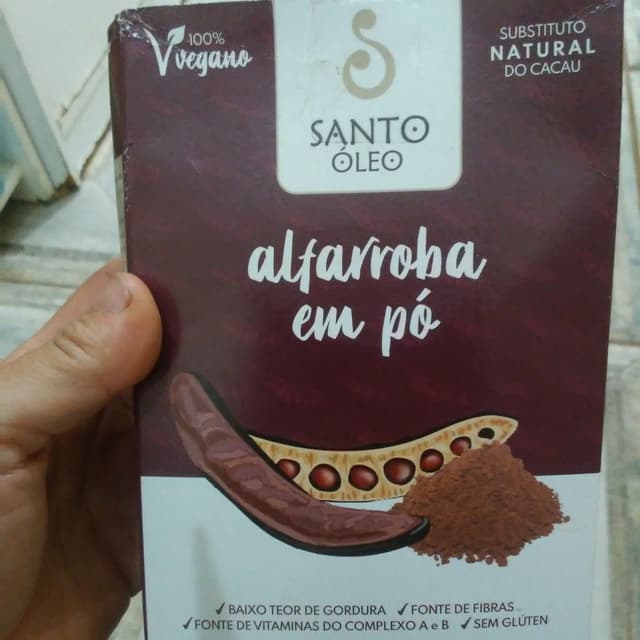 100%
vegano
SUBSTITUTO
NATURAL
DO CACAU
SANTO
ÓLEO
alfarroba
em pó
✓ BAIXO TEOR DE GORDURA ✓ FONTE DE FIBRAS
✓ FONTE DE VITAMINAS DO COMPLEXO A e B ✓ SEM GLÚTEN